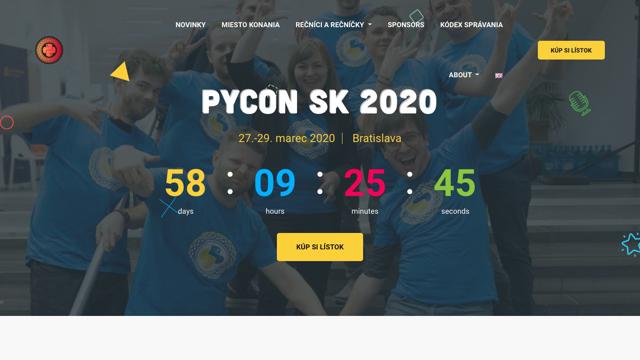 NOVINKY
MIESTO KONANIA
REČNÍCI A REČNÍČKY
SPONSORS
KÓDEX SPRÁVANIA
KÚP SI LÍSTOK
ABOUT
PYCON SK 2020
27.-29. marec 2020 | Bratislava
58 : 09 : 25 : 45
days hours minutes seconds
KÚP SI LÍSTOK